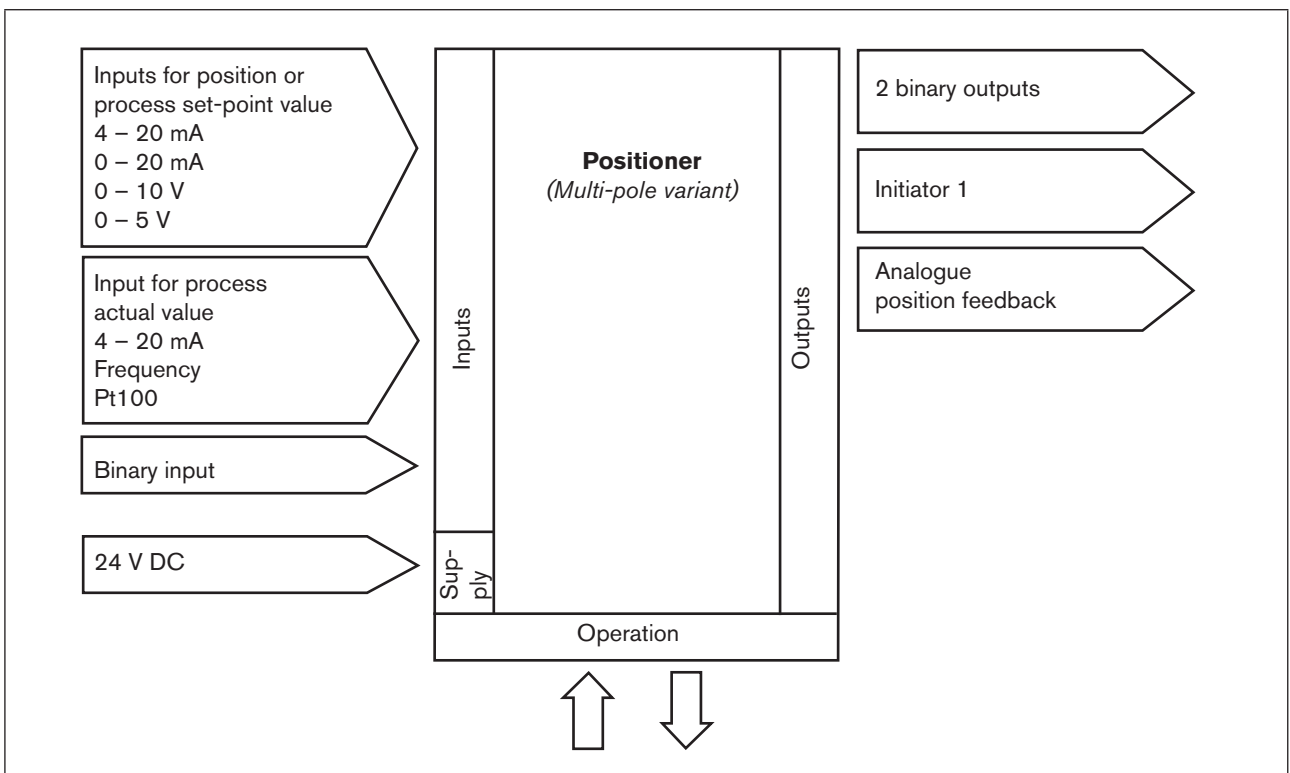 Inputs for position or
process set-point value
4 – 20 mA
0 – 20 mA
0 – 10 V
0 – 5 V
Input for process
actual value
4 – 20 mA
Frequency
Pt100
Binary input
24 V DC
Inputs
Sup-
ply
Positioner
(Multi-pole variant)
Operation
Outputs
2 binary outputs
Initiator 1
Analogue
position feedback